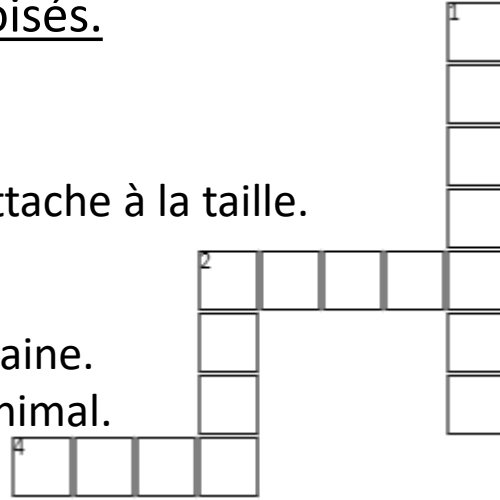 oisés.
1
ttache à la taille.
2
aine.
nimal.
4